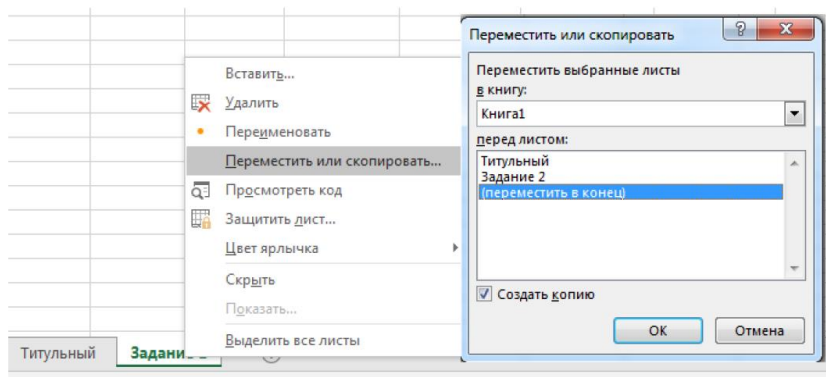 Вставить...
Удалить
Переименовать
Переместить или скопировать...
Просмотреть код
Защитить лист...
Цвет ярлычка
Скрыть
Показать...
Выделить все листы
Титульный
Переместить или скопировать
Переместить выбранные листы
в книгу:
Книга1
перед листом:
Титульный
Задание 2
(переместить в конец)
Создать копию
ОК
Отмена